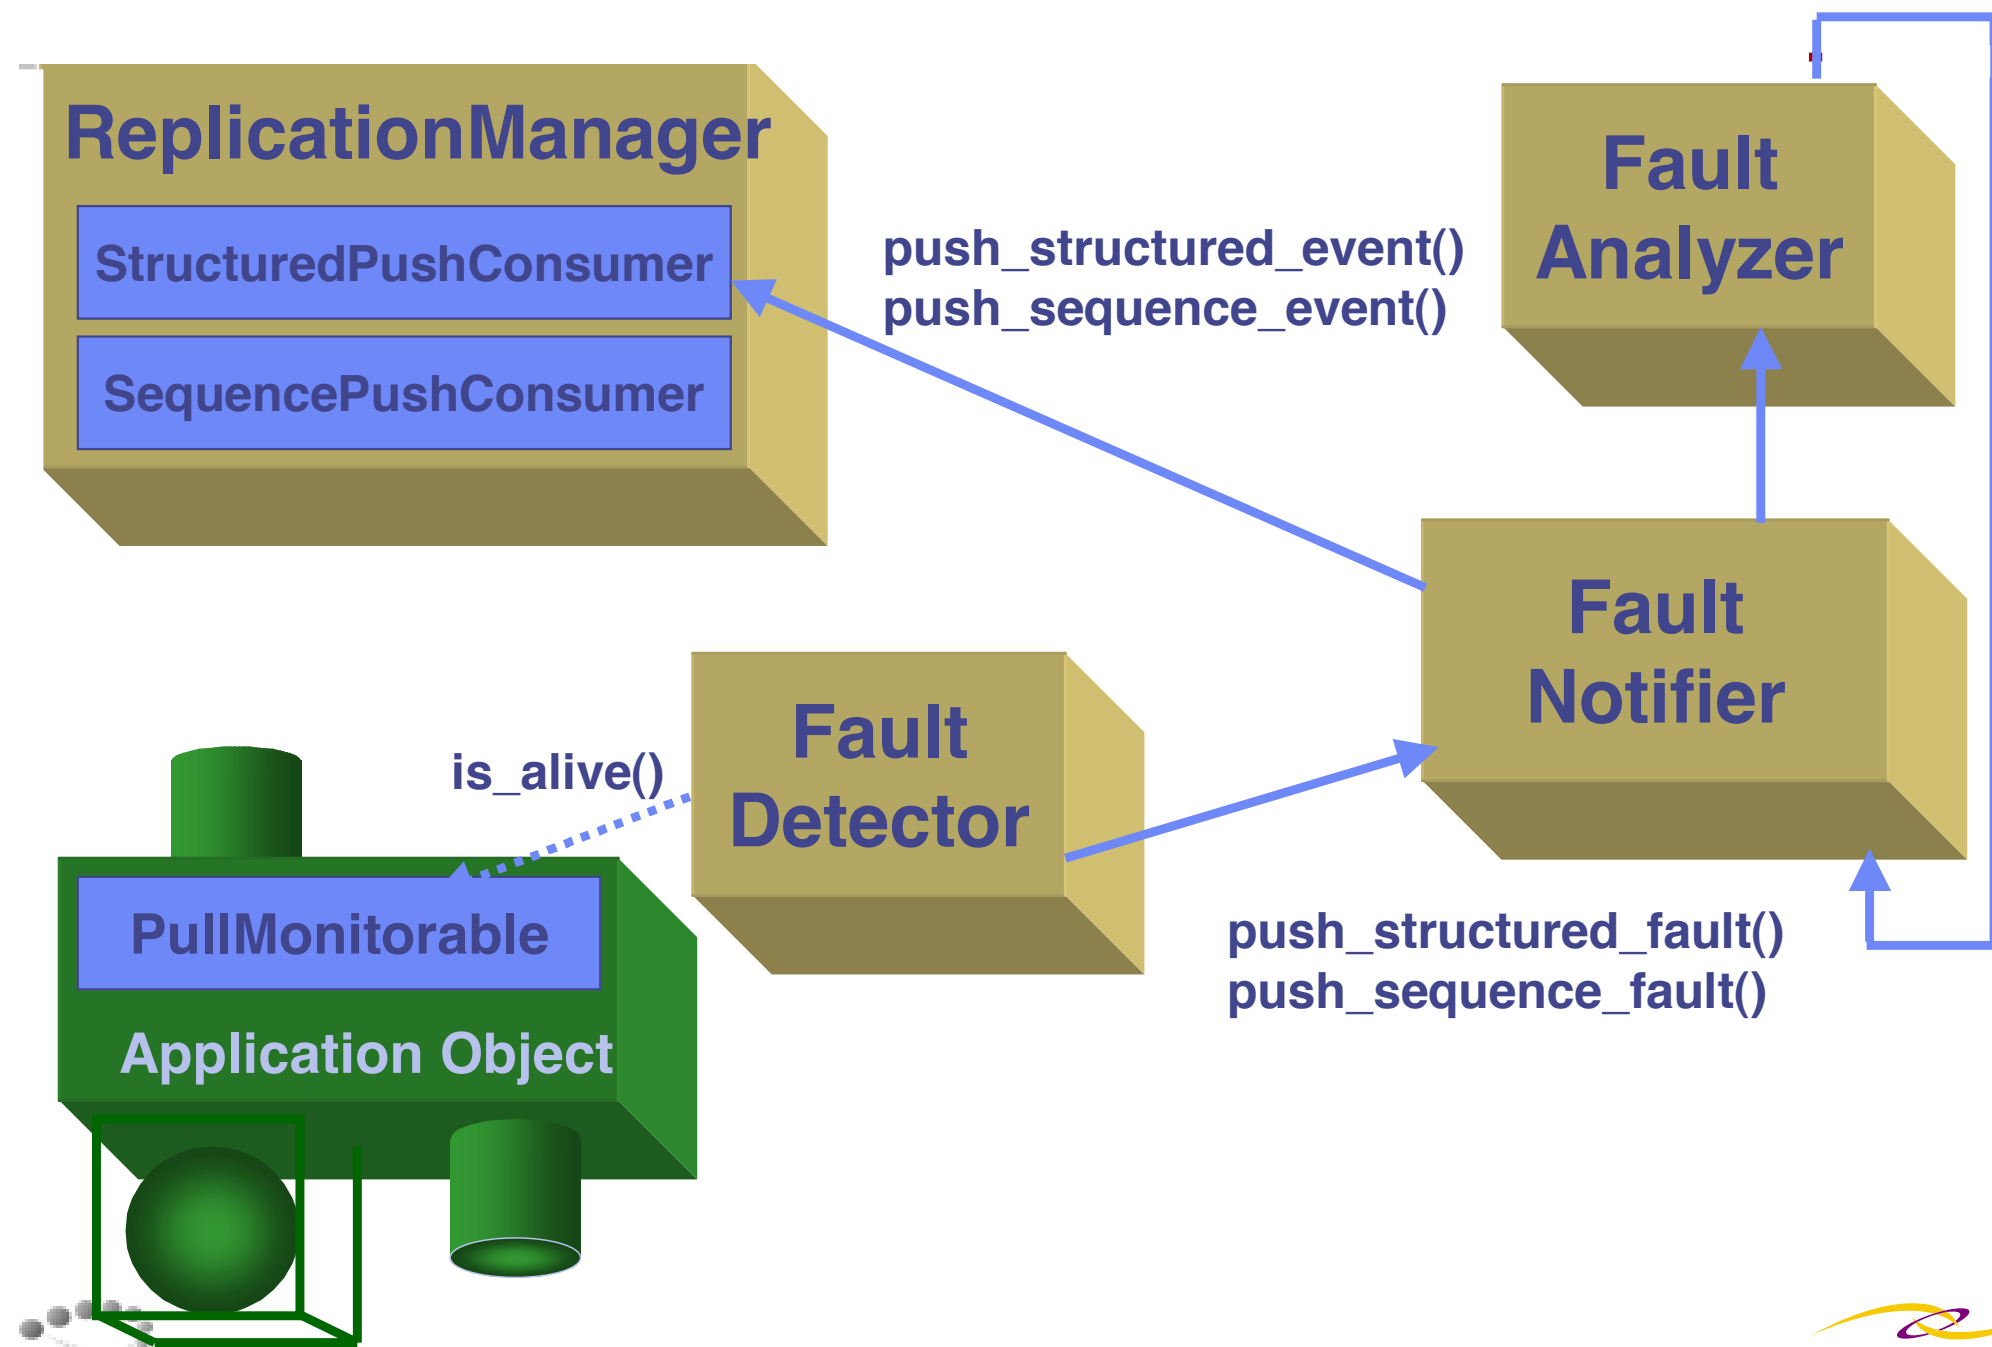 ReplicationManager
StructuredPushConsumer
SequencePushConsumer
push_structured_event()
push_sequence_event()
Fault
Analyzer
Fault
Notifier
Fault
Detector
is_alive()
PullMonitorable
Application Object
push_structured_fault()
push_sequence_fault()